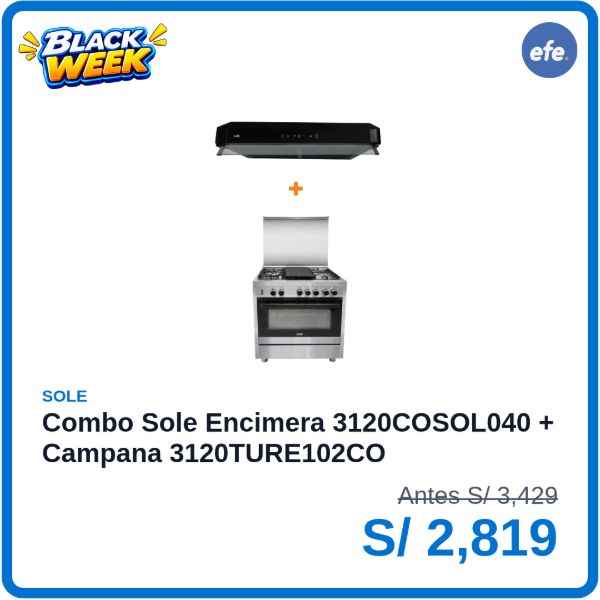 BLACK
WEEK
efe.
SOLE
Combo Sole Encimera 3120COSOL040 +
Campana 3120TURE102CO
Antes S/ 3,429
S/ 2,819